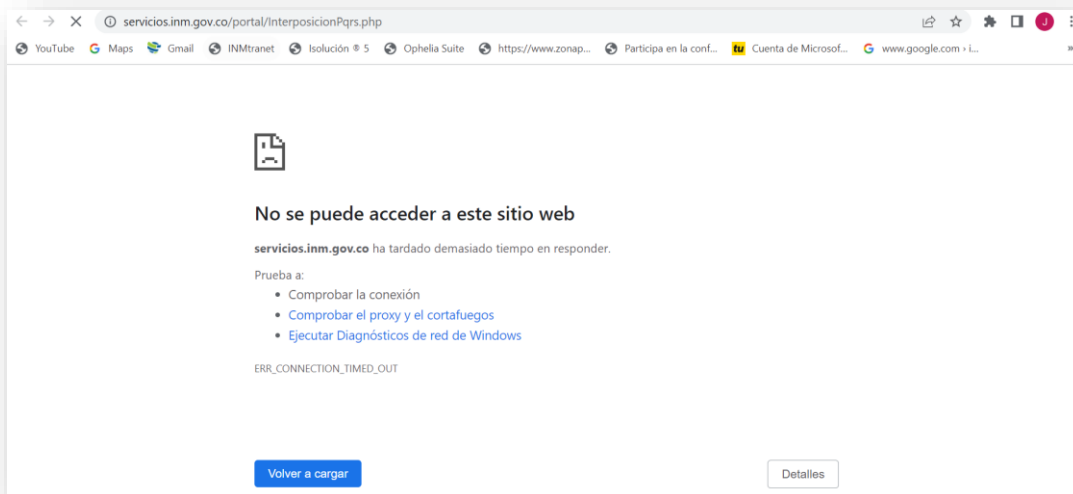 servicios.inm.gov.co/portal/InterposicionPqrs.php
J
YouTube Maps Gmail INMtranet Isolución ® 5 Ophelia Suite https://www.zonap... Participa en la conf... tu Cuenta de Microsof... www.google.com › i... »
No se puede acceder a este sitio web
servicios.inm.gov.co ha tardado demasiado tiempo en responder.
Prueba a:
• Comprobar la conexión
• Comprobar el proxy y el cortafuegos
• Ejecutar Diagnósticos de red de Windows
ERR_CONNECTION_TIMED_OUT
Volver a cargar Detalles